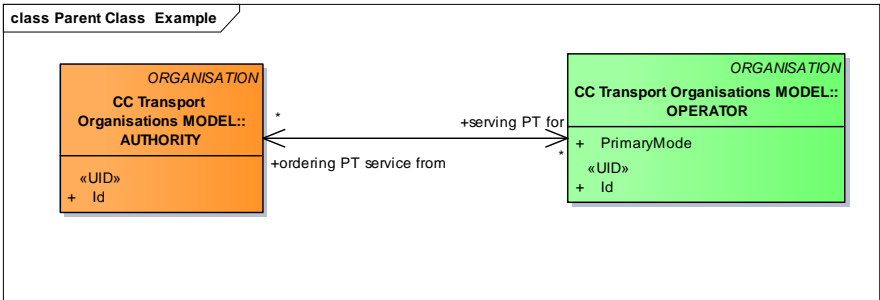 class Parent Class Example
ORGANISATION
CC Transport
Organisations MODEL::
AUTHORITY
«UID»
+ Id
*
+ordering PT service from
+serving PT for
*
ORGANISATION
CC Transport Organisations MODEL::
OPERATOR
+ PrimaryMode
«UID»
+ Id